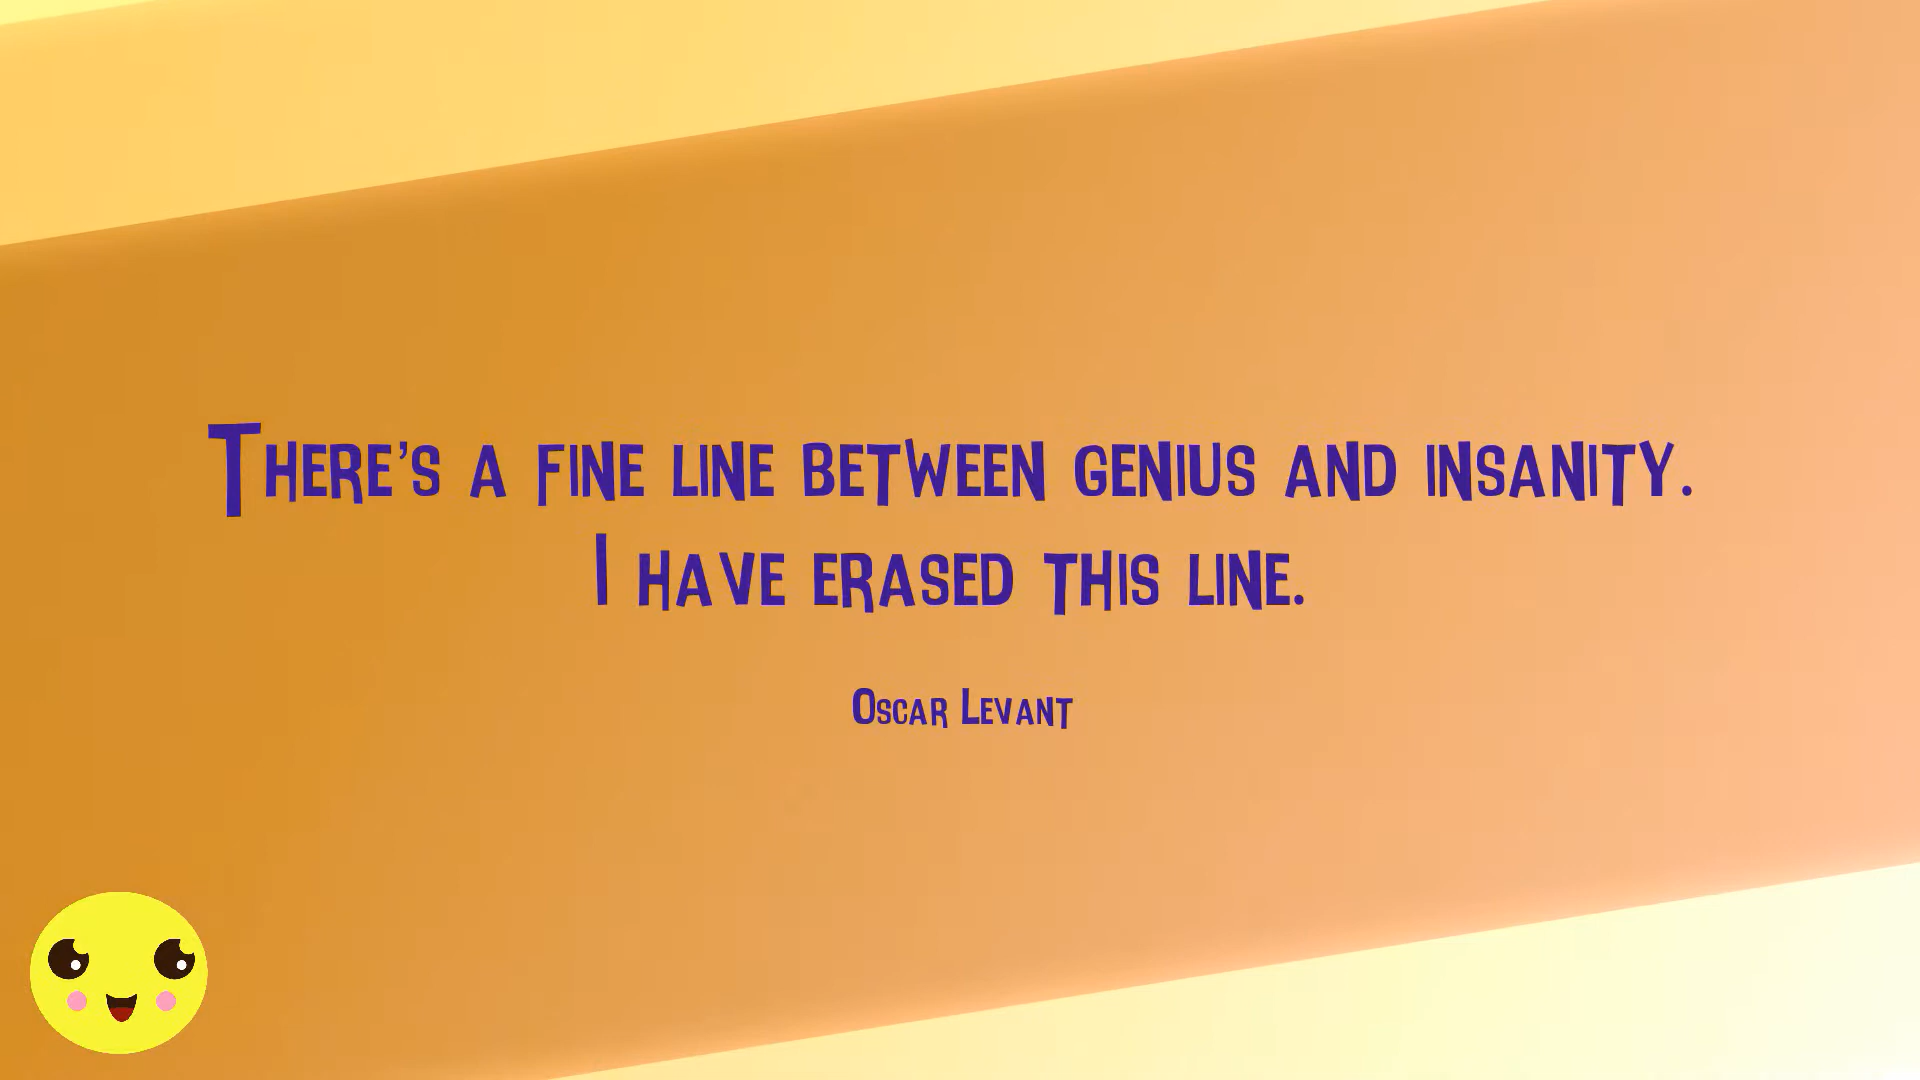 There's a fine line between genius and insanity.
I have erased this line.
Oscar Levant